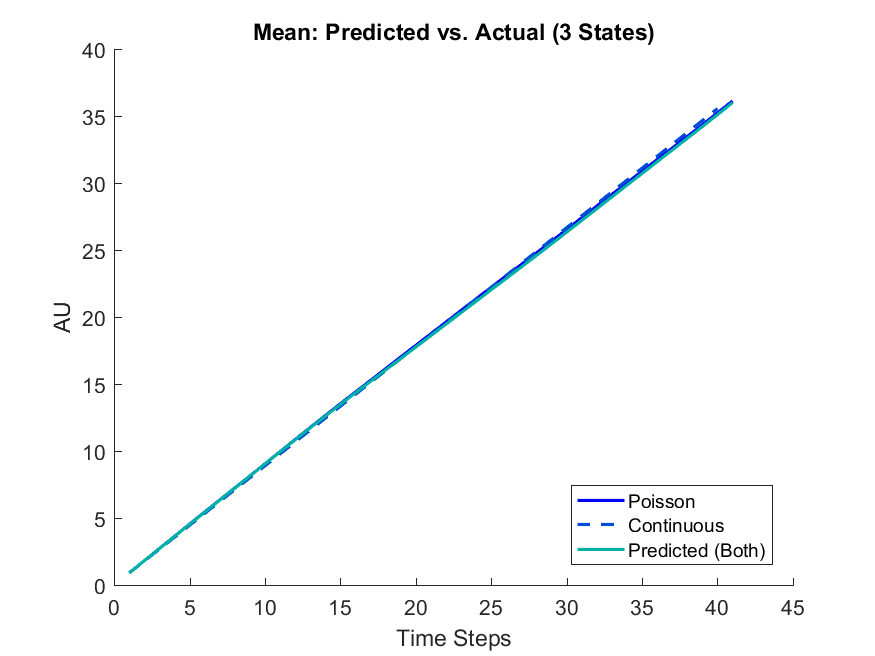 Mean: Predicted vs. Actual (3 States)
40
35
30
25
20
15
10
5
0
AU
0 5 10 15 20 25 30 35 40 45
Time Steps
Poisson
Continuous
Predicted (Both)